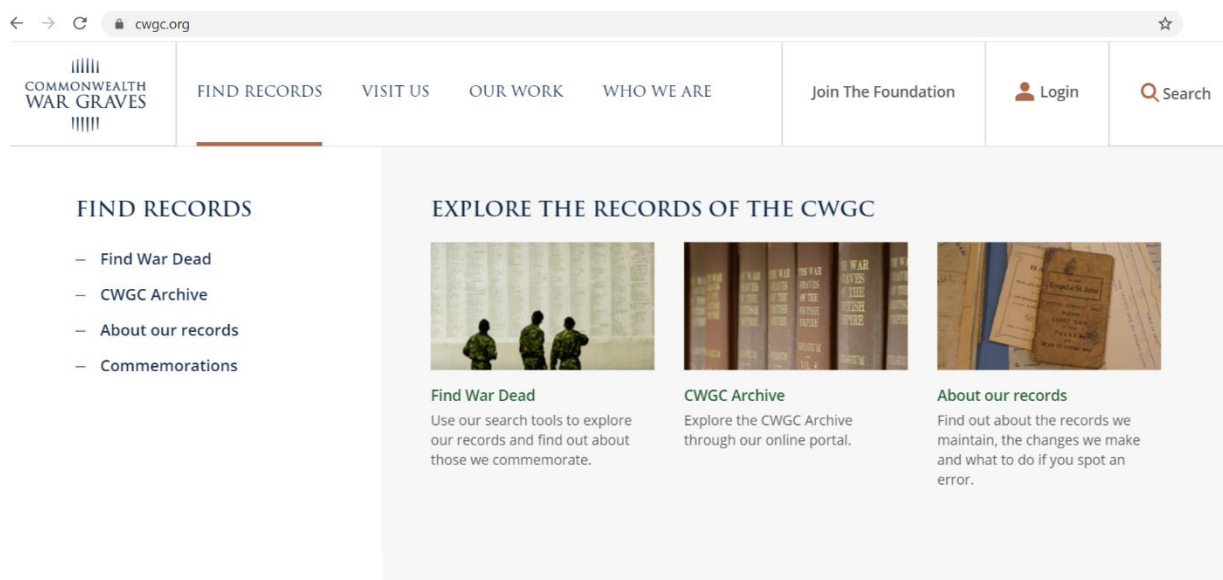 cwgc.org
COMMONWEALTH
WAR GRAVES
FIND RECORDS
VISIT US
OUR WORK
WHO WE ARE
Join The Foundation
Login
Search
FIND RECORDS
– Find War Dead
– CWGC Archive
– About our records
– Commemorations
EXPLORE THE RECORDS OF THE CWGC
Find War Dead
Use our search tools to explore
our records and find out about
those we commemorate.
CWGC Archive
Explore the CWGC Archive
through our online portal.
About our records
Find out about the records we
maintain, the changes we make
and what to do if you spot an
error.